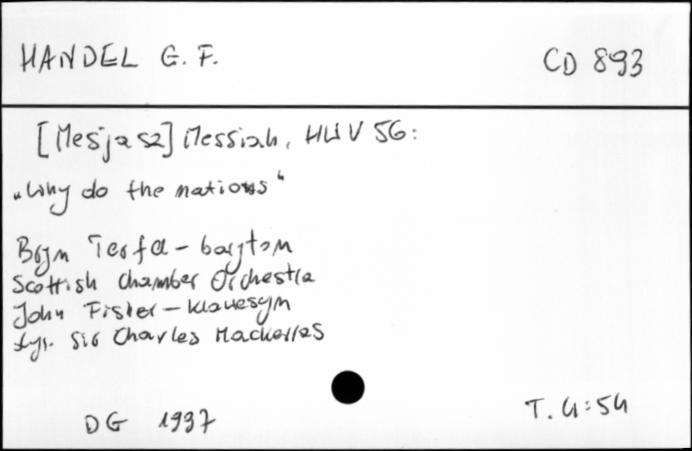 HANDEL G. F.
CD 893
[Mesjasz] Messiah, HWV 56:
„Why do the nations“
Bryn Terfel - baryton
Scottish Chamber Orchestra
John Fisher - klawesyn
dyr. Sir Charles Mackerras
DG 1997
T. 4:54